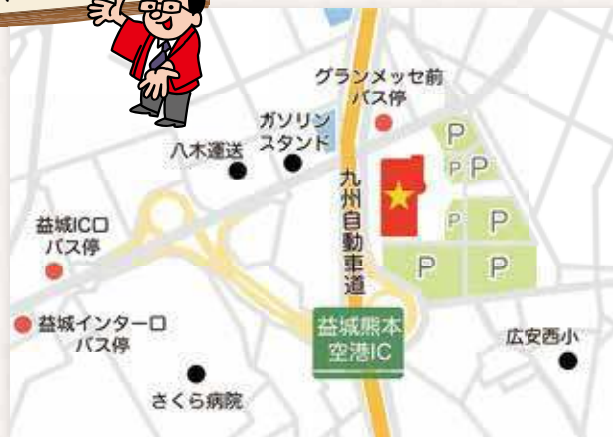 グランメッセ前
バス停
ガソリン
スタンド
八木運送
九州自動車道
益城IC口
バス停
益城インター口
バス停
益城熊本
空港IC
広安西小
さくら病院
P
P
P
P
P
P
P